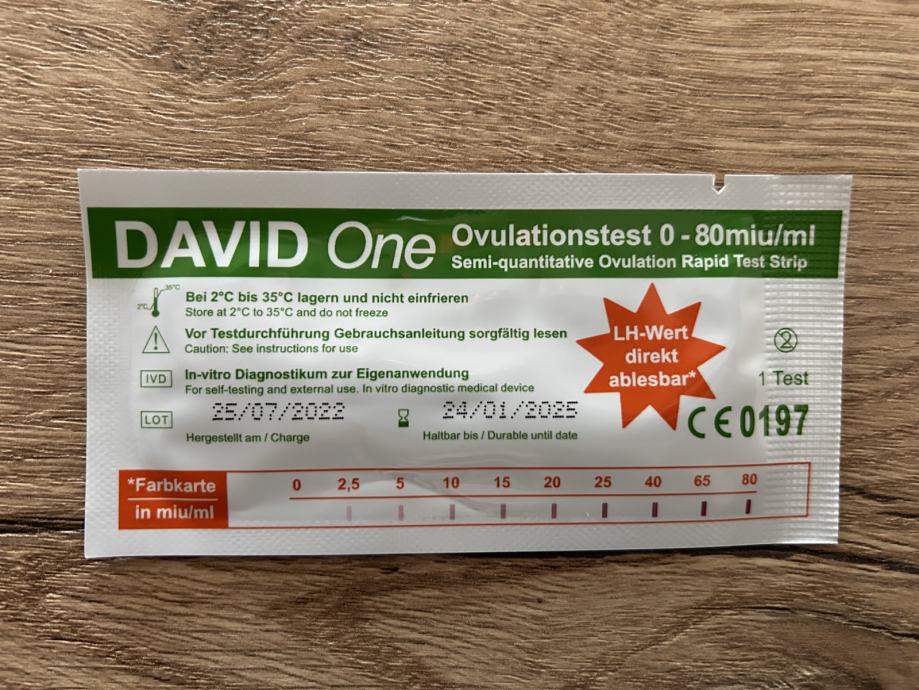 DAVID One
Ovulationstest 0 - 80miu/ml
Semi-quantitative Ovulation Rapid Test Strip
35°C
2°C
Bei 2°C bis 35°C lagern und nicht einfrieren
Store at 2°C to 35°C and do not freeze
Vor Testdurchführung Gebrauchsanleitung sorgfältig lesen
Caution: See instructions for use
IVD
In-vitro Diagnostikum zur Eigenanwendung
For self-testing and external use. In vitro diagnostic medical device
LOT
25/07/2022
Hergestellt am / Charge
24/01/2025
Haltbar bis / Durable until date
LH-Wert
direkt
ablesbar*
2
1 Test
CE 0197
*Farbkarte
in miu/ml
0 2,5 5 10 15 20 25 40 65 80